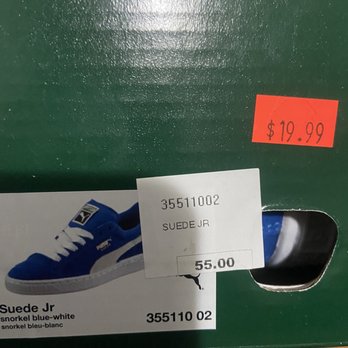 $19.99
35511002
SUEDE JR
55.00
Suede Jr
snorkel blue-white
snorkel bleu-blanc
355110 02